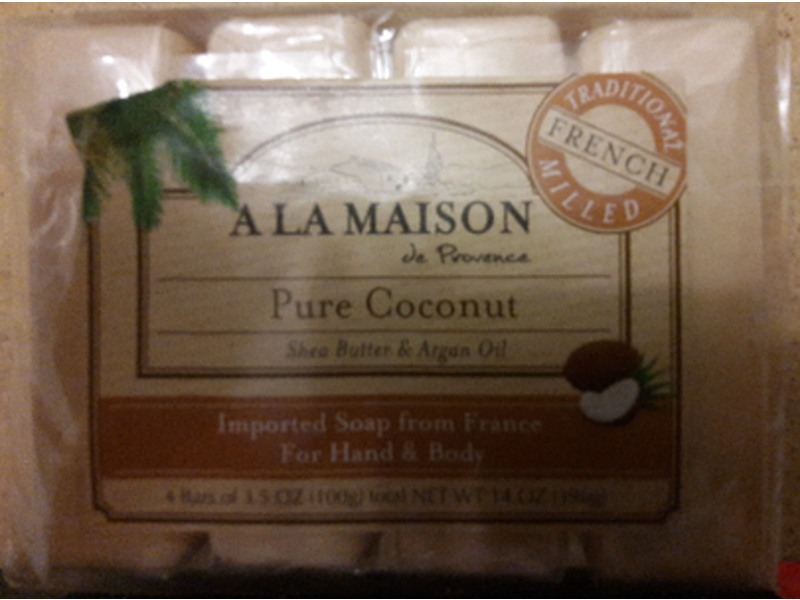 TRADITIONAL
FRENCH
MILLED
A LA MAISON
de Provence
Pure Coconut
Shea Butter & Argan Oil
Imported Soap from France
For Hand & Body
4 Bars of 3.5 OZ (100g) total NET WT 14 OZ